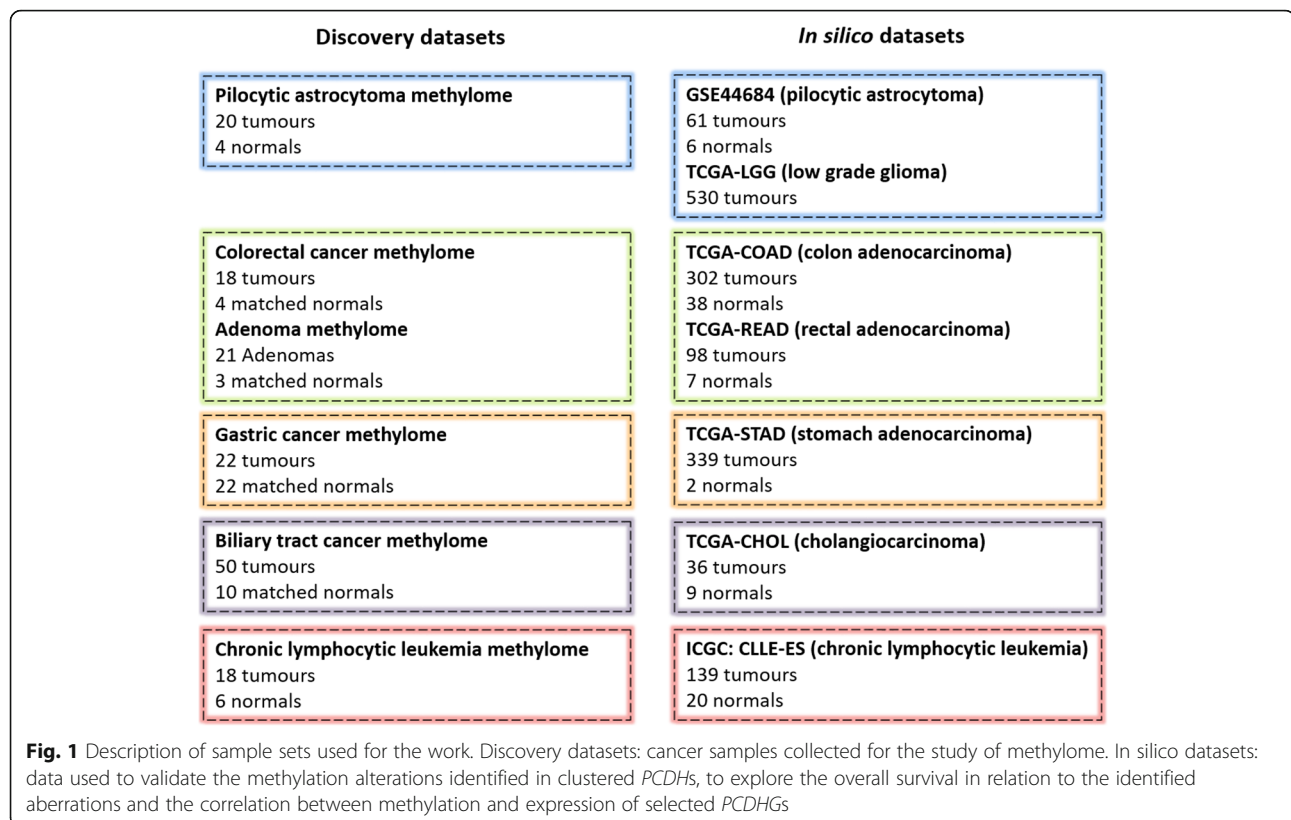 Discovery datasets
In silico datasets
Pilocytic astrocytoma methylome
20 tumours
4 normals
GSE44684 (pilocytic astrocytoma)
61 tumours
6 normals
TCGA-LGG (low grade glioma)
530 tumours
Colorectal cancer methylome
18 tumours
4 matched normals
Adenoma methylome
21 Adenomas
3 matched normals
TCGA-COAD (colon adenocarcinoma)
302 tumours
38 normals
TCGA-READ (rectal adenocarcinoma)
98 tumours
7 normals
Gastric cancer methylome
22 tumours
22 matched normals
TCGA-STAD (stomach adenocarcinoma)
339 tumours
2 normals
Biliary tract cancer methylome
50 tumours
10 matched normals
TCGA-CHOL (cholangiocarcinoma)
36 tumours
9 normals
Chronic lymphocytic leukemia methylome
18 tumours
6 normals
ICGC: CLLE-ES (chronic lymphocytic leukemia)
139 tumours
20 normals
Fig. 1 Description of sample sets used for the work. Discovery datasets: cancer samples collected for the study of methylome. In silico datasets:
data used to validate the methylation alterations identified in clustered PCDHs, to explore the overall survival in relation to the identified
aberrations and the correlation between methylation and expression of selected PCDHGs